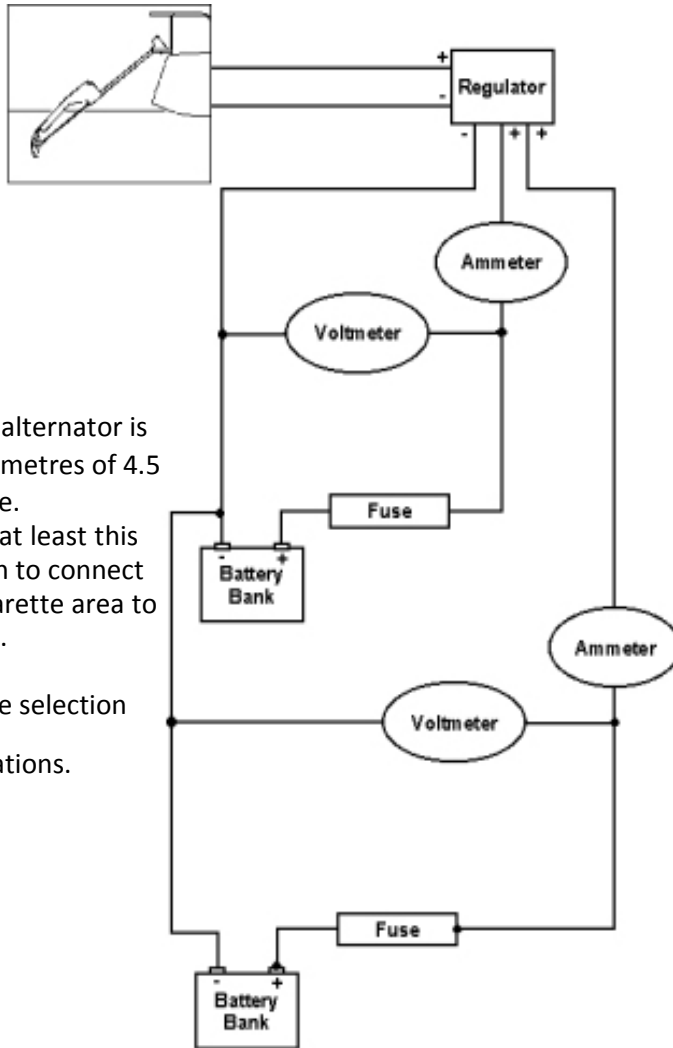 +
Regulator
-
- + +
Ammeter
Voltmeter
alternator is
metres of 4.5
e.
at least this
n to connect
arette area to
.
Fuse
- +
Battery
Bank
Ammeter
e selection
Voltmeter
ations.
Fuse
- +
Battery
Bank